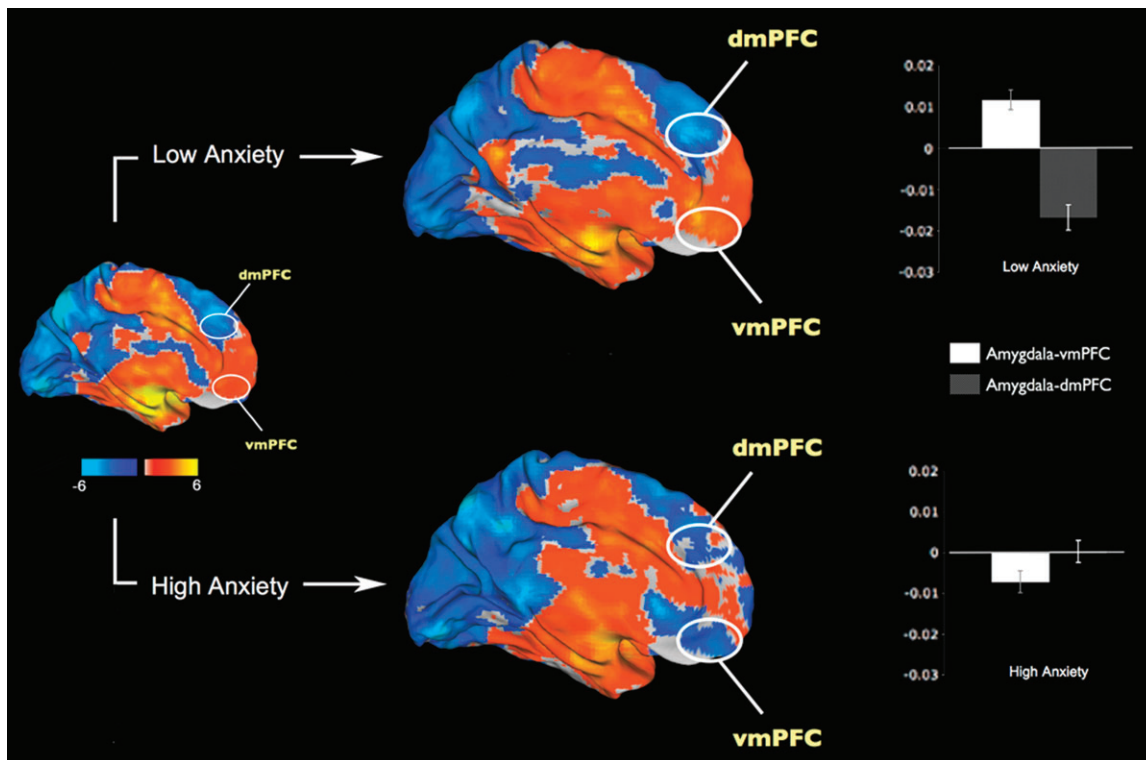 dmPFC
0.02
0.01
0
-0.01
-0.02
-0.03
Low Anxiety
Low Anxiety
vmPFC
dmPFC
vmPFC
-6
6
Amygdala-vmPFC
Amygdala-dmPFC
dmPFC
0.02
0.01
0
-0.01
-0.02
-0.03
High Anxiety
High Anxiety
vmPFC